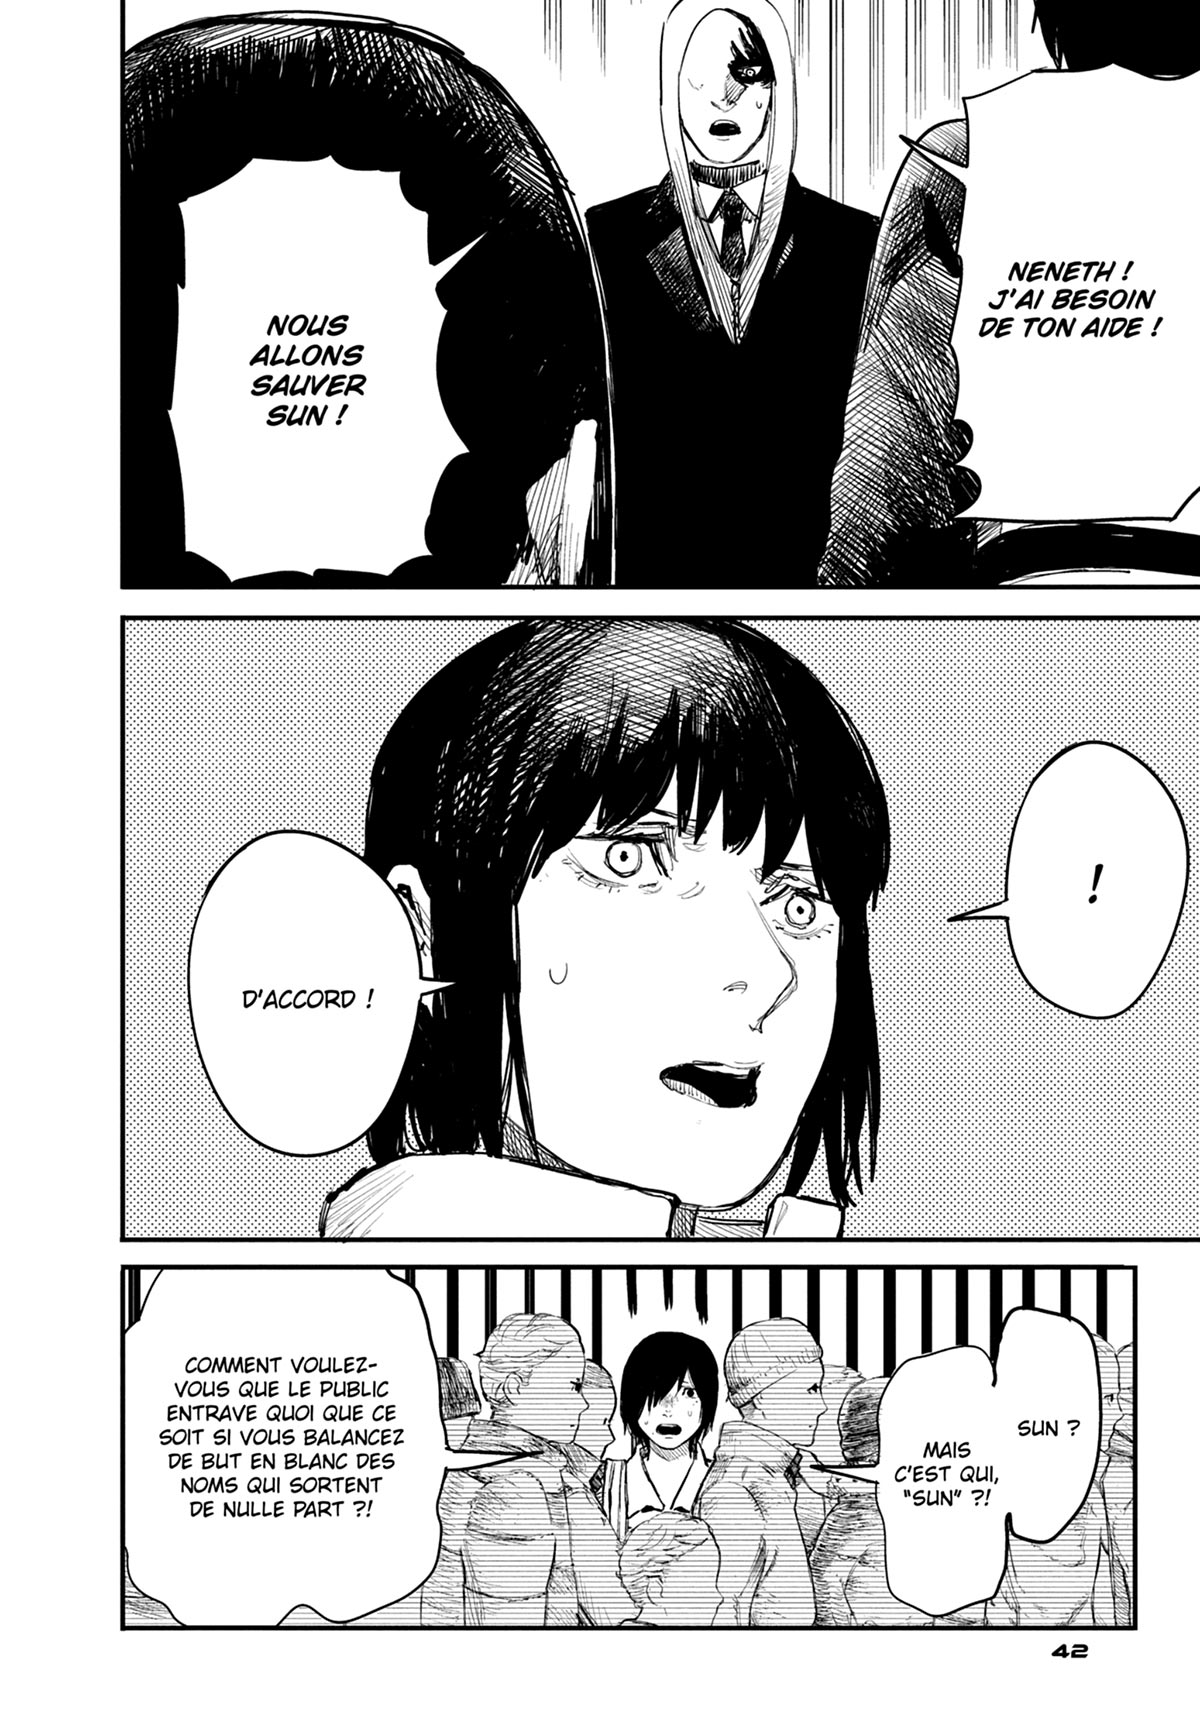 NENETH !
J'AI BESOIN
DE TON AIDE !
NOUS
ALLONS
SAUVER
SUN !
!
D'ACCORD !
SUN ?
MAIS
C'EST QUI,
"SUN" ?!
COMMENT VOULEZ-
VOUS QUE LE PUBLIC
ENTRAVE QUOI QUE CE
SOIT SI VOUS BALANCEZ
DE BUT EN BLANC DES
NOMS QUI SORTENT
DE NULLE PART ?!
42